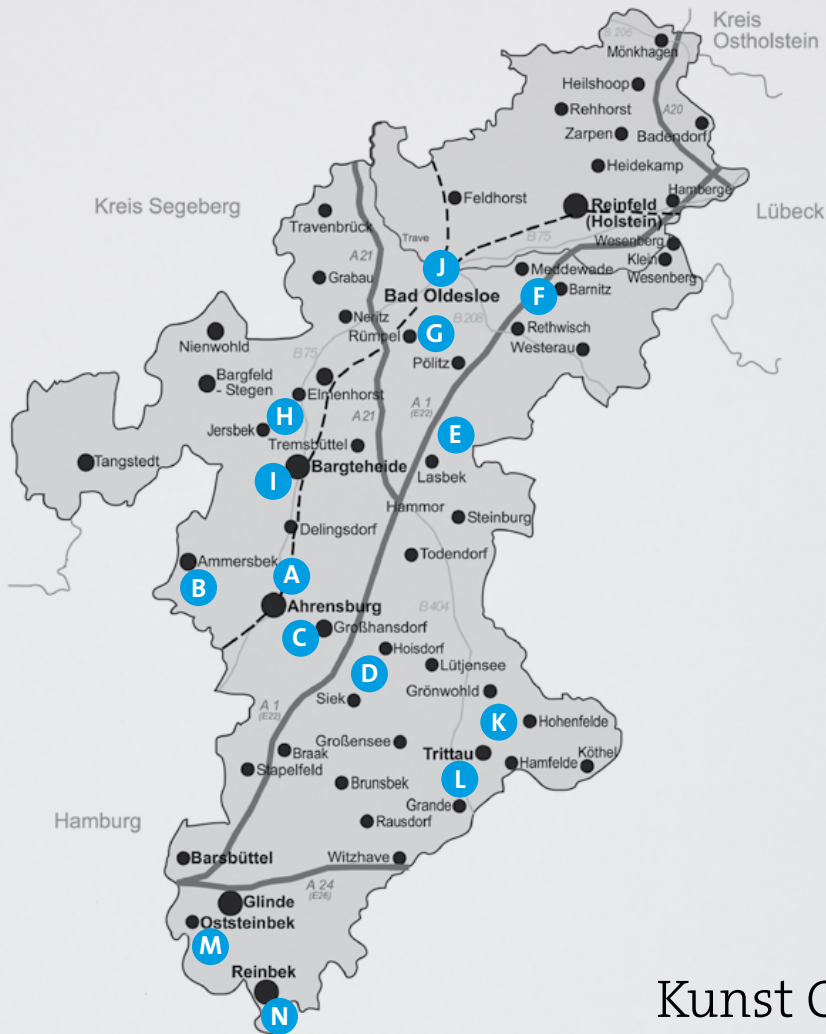 Kreis
Ostholstein
B 206
Mönkhagen
Heilshoop
A20
Rehhorst
Zarpen
Badendorf
Heidekamp
Hamberge
Feldhorst
Reinfeld
(Holstein)
Kreis Segeberg
Lübeck
Travenbrück
Trave
B75
Wesenberg
A21
Klein
Wesenberg
J
Meddewade
Grabau
F
Barnitz
Bad Oldesloe
Neritz
B208
G
Rethwisch
Rümpel
Nienwohld
Westerau
B75
Pölitz
Bargfeld
- Stegen
Elmenhorst
A 1
(E22)
H
A21
Jersbek
E
Tremsbüttel
Tangstedt
Bargteheide
Lasbek
I
Hammor
Steinburg
Delingsdorf
Todendorf
Ammersbek
A
B
Ahrensburg
B404
C
Großhansdorf
Hoisdorf
Lütjensee
D
Grönwohld
Siek
A 1
(E22)
K
Hohenfelde
Großensee
Braak
Trittau
Köthel
Hamfelde
Stapelfeld
L
Brunsbek
Grande
Hamburg
Rausdorf
Barsbüttel
Witzhave
A 24
(E26)
Glinde
Oststeinbek
M
Reinbek
Kunst
N